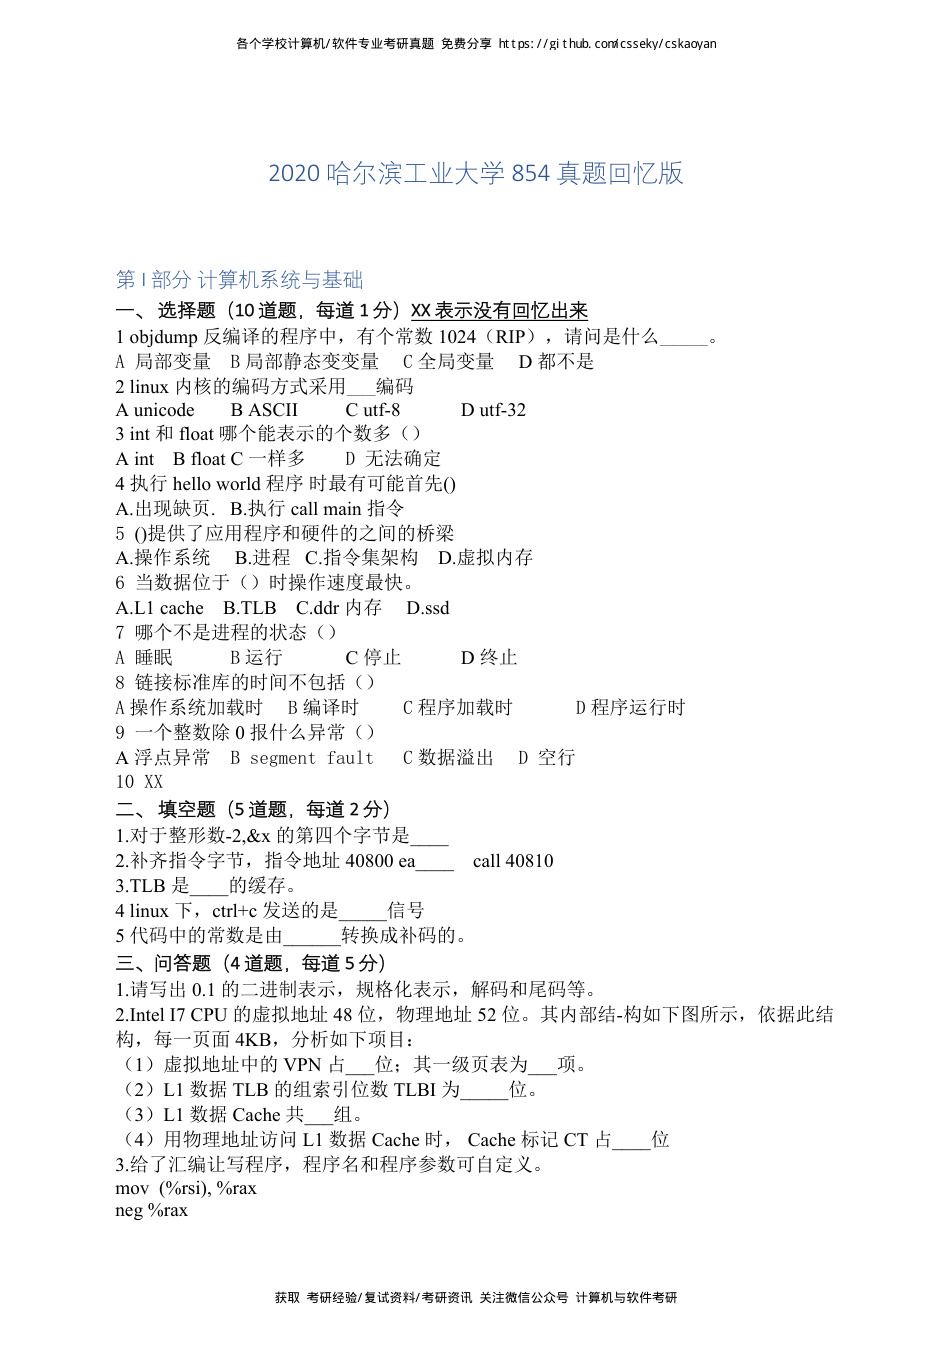 各个学校计算机/软件专业考研真题 免费分享 https://github.com/csseky/cskaoyan
2020 哈尔滨工业大学 854 真题回忆版
第 I 部分 计算机系统与基础
一、 选择题（10 道题，每道 1 分）XX 表示没有回忆出来
1 objdump 反编译的程序中，有个常数 1024（RIP），请问是什么_____。
A 局部变量 B 局部静态变变量 C 全局变量 D 都不是
2 linux 内核的编码方式采用___编码
A unicode B ASCII C utf-8 D utf-32
3 int 和 float 哪个能表示的个数多（）
A int B float C 一样多 D 无法确定
4 执行 hello world 程序 时最有可能首先()
A.出现缺页. B.执行 call main 指令
5 ()提供了应用程序和硬件的之间的桥梁
A.操作系统 B.进程 C.指令集架构 D.虚拟内存
6 当数据位于（）时操作速度最快。
A.L1 cache B.TLB C.ddr 内存 D.ssd
7 哪个不是进程的状态（）
A 睡眠 B 运行 C 停止 D 终止
8 链接标准库的时间不包括（）
A 操作系统加载时 B 编译时 C 程序加载时 D 程序运行时
9 一个整数除 0 报什么异常（）
A 浮点异常 B segment fault C 数据溢出 D 空行
10 XX
二、 填空题（5 道题，每道 2 分）
1.对于整形数-2,&x 的第四个字节是____
2.补齐指令字节，指令地址 40800 ea____ call 40810
3.TLB 是____的缓存。
4 linux 下，ctrl+c 发送的是_____信号
5 代码中的常数是由______转换成补码的。
三、问答题（4 道题，每道 5 分）
1.请写出 0.1 的二进制表示，规格化表示，解码和尾码等。
2.Intel I7 CPU 的虚拟地址 48 位，物理地址 52 位。其内部结-构如下图所示，依据此结
构，每一页面 4KB，分析如下项目：
（1）虚拟地址中的 VPN 占___位；其一级页表为___项。
（2）L1 数据 TLB 的组索引位数 TLBI 为_____位。
（3）L1 数据 Cache 共___组。
（4）用物理地址访问 L1 数据 Cache 时， Cache 标记 CT 占____位
3.给了汇编让写程序，程序名和程序参数可自定义。
mov (%rsi), %rax
neg %rax
获取 考研经验/复试资料/考研资讯 关注微信公众号 计算机与软件考研